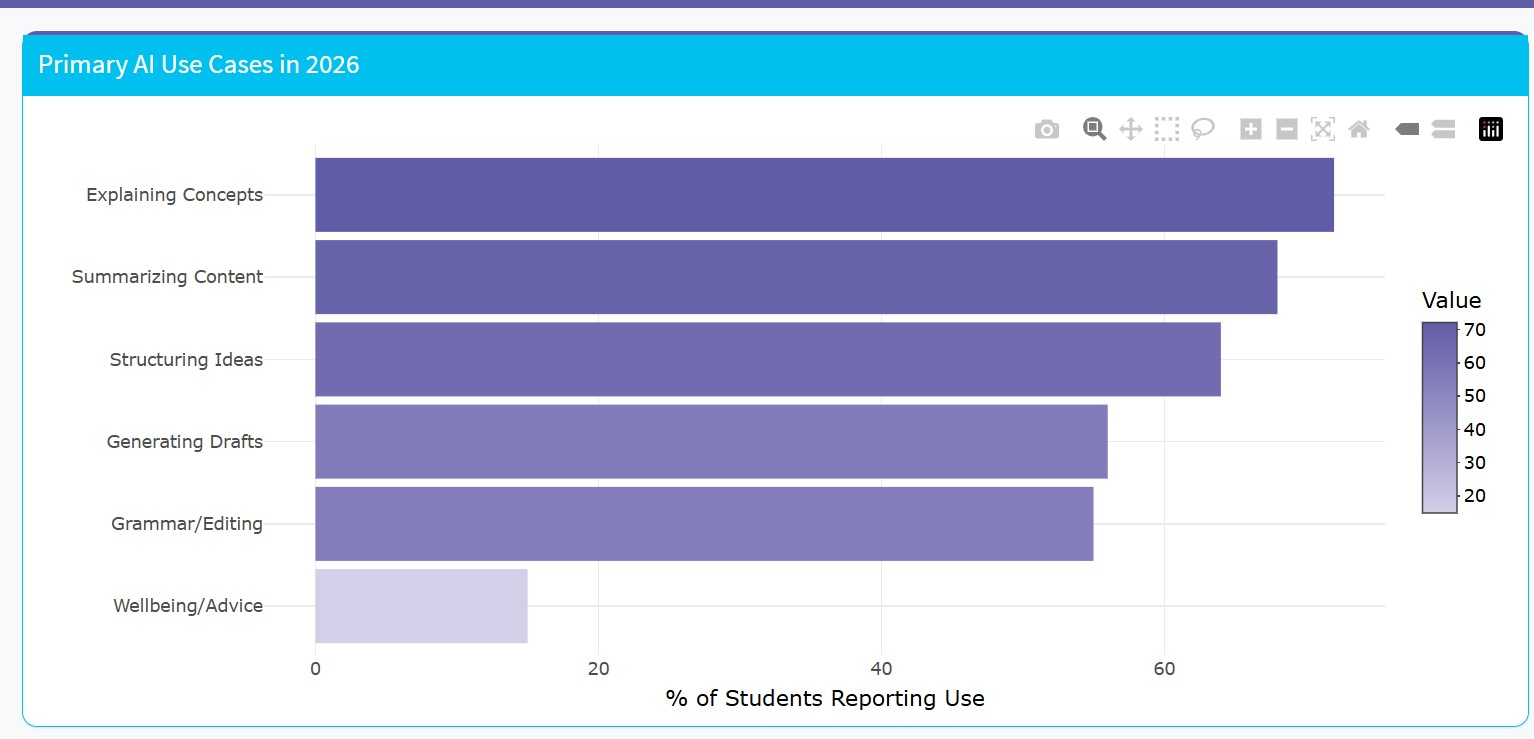 Primary AI Use Cases in 2026
Explaining Concepts
Summarizing Content
Structuring Ideas
Generating Drafts
Grammar/Editing
Wellbeing/Advice
0 20 40 60
% of Students Reporting Use
Value
70
60
50
40
30
20